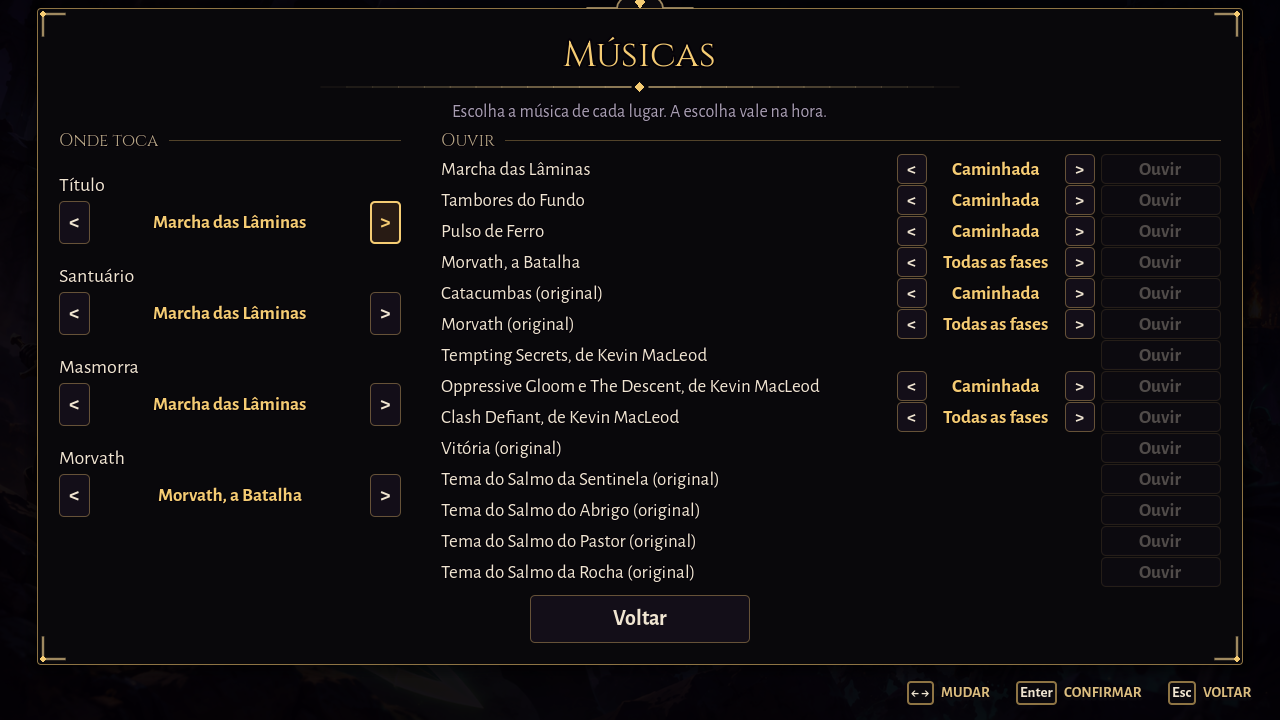 Músicas
Escolha a música de cada lugar. A escolha vale na hora.
Onde toca
Título
< Marcha das Lâminas >
Santuário
< Marcha das Lâminas >
Masmorra
< Marcha das Lâminas >
Morvath
< Morvath, a Batalha >
Ouvir
Marcha das Lâminas < Caminhada > Ouvir
Tambores do Fundo < Caminhada > Ouvir
Pulso de Ferro < Caminhada > Ouvir
Morvath, a Batalha < Todas as fases > Ouvir
Catacumbas (original) < Caminhada > Ouvir
Morvath (original) < Todas as fases > Ouvir
Tempting Secrets, de Kevin MacLeod Ouvir
Oppressive Gloom e The Descent, de Kevin MacLeod < Caminhada > Ouvir
Clash Defiant, de Kevin MacLeod < Todas as fases > Ouvir
Vitória (original) Ouvir
Tema do Salmo da Sentinela (original) Ouvir
Tema do Salmo do Abrigo (original) Ouvir
Tema do Salmo do Pastor (original) Ouvir
Tema do Salmo da Rocha (original) Ouvir
Voltar
←→ MUDAR Enter CONFIRMAR Esc VOLTAR